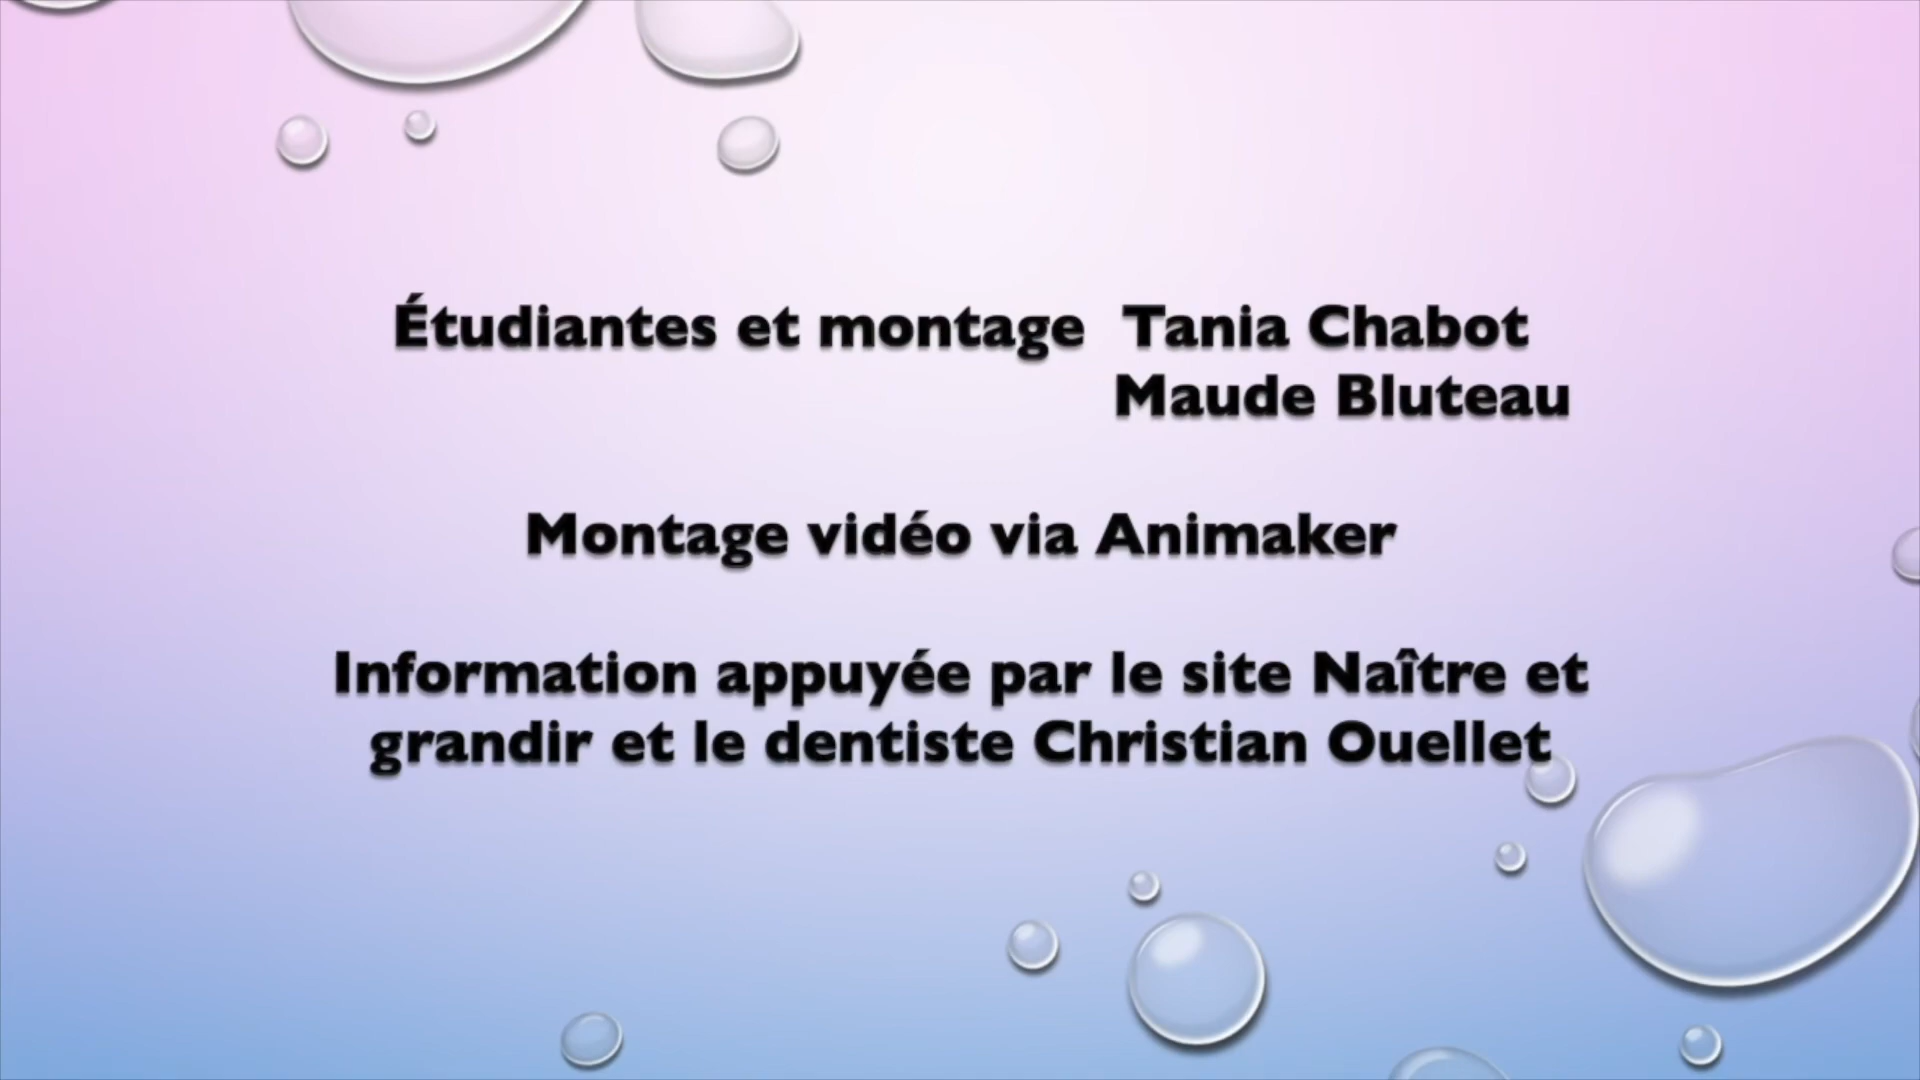 Étudiantes et montage Tania Chabot
Maude Bluteau
Montage vidéo via Animaker
Information appuyée par le site Naître et
grandir et le dentiste Christian Ouellet